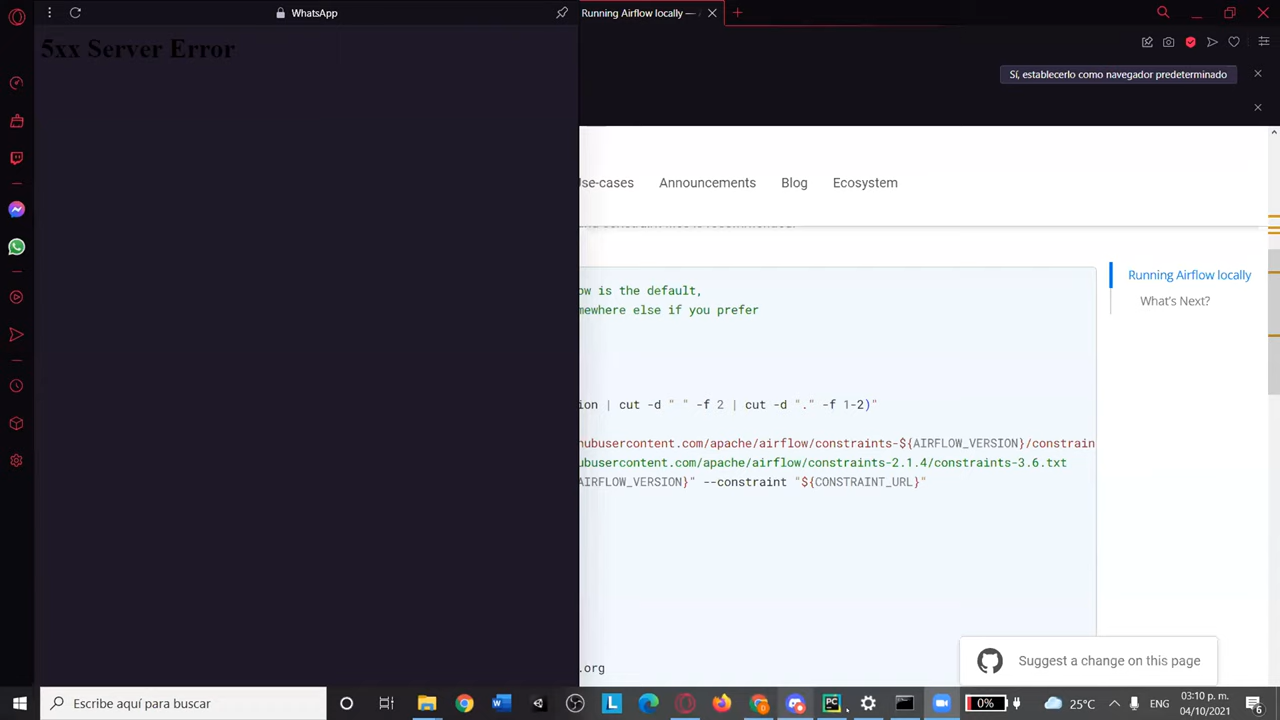 WhatsApp
5xx Server Error
Running Airflow locally —
Sí, establecerlo como navegador predeterminado
Use-cases
Announcements
Blog
Ecosystem
ow is the default,
mewhere else if you prefer
ion | cut -d " " -f 2 | cut -d "." -f 1-2)"
hubusercontent.com/apache/airflow/constraints-${AIRFLOW_VERSION}/constrain
ubusercontent.com/apache/airflow/constraints-2.1.4/constraints-3.6.txt
AIRFLOW_VERSION}" --constraint "${CONSTRAINT_URL}"
.org
Running Airflow locally
What's Next?
Suggest a change on this page
Escribe aquí para buscar
W
L
PC
0%
25°C
ENG
03:10 p. m.
04/10/2021
6